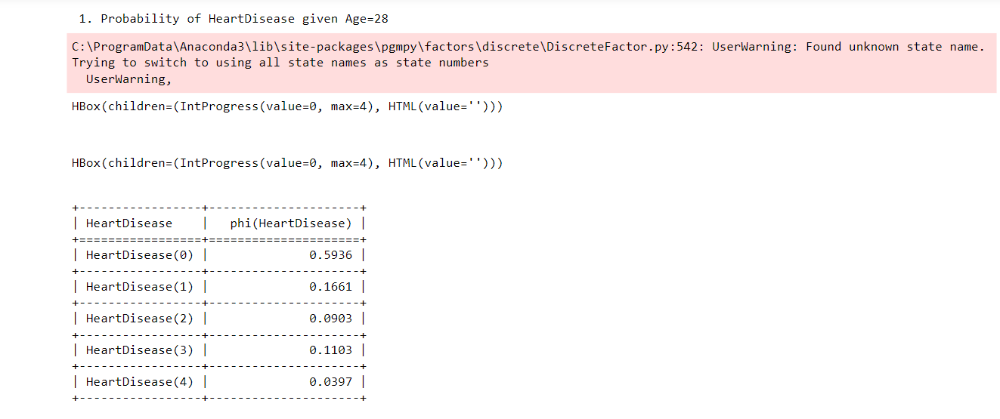 1. Probability of HeartDisease given Age=28
C:\ProgramData\Anaconda3\lib\site-packages\pgmpy\factors\discrete\DiscreteFactor.py:542: UserWarning: Found unknown state name.
Trying to switch to using all state names as state numbers
  UserWarning,
HBox(children=(IntProgress(value=0, max=4), HTML(value='')))
HBox(children=(IntProgress(value=0, max=4), HTML(value='')))
+-----------------+---------------------+
| HeartDisease    |   phi(HeartDisease) |
+=================+=====================+
| HeartDisease(0) |              0.5936 |
+-----------------+---------------------+
| HeartDisease(1) |              0.1661 |
+-----------------+---------------------+
| HeartDisease(2) |              0.0903 |
+-----------------+---------------------+
| HeartDisease(3) |              0.1103 |
+-----------------+---------------------+
| HeartDisease(4) |              0.0397 |
+-----------------+---------------------+